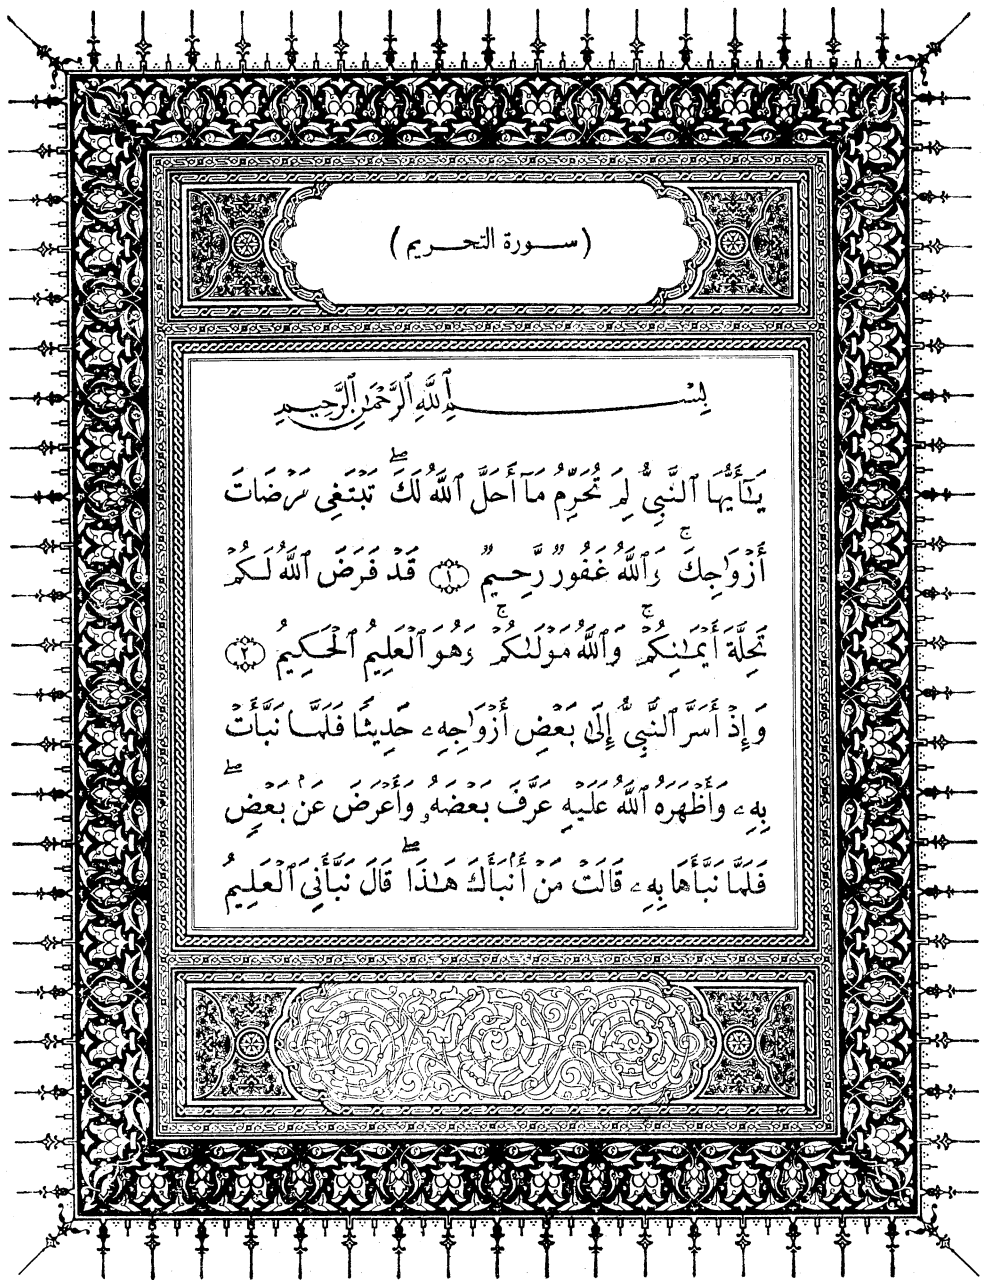 (سورة التحريم)
بِسْمِ ٱللَّهِ ٱلرَّحْمَٰنِ ٱلرَّحِيمِ
يَٰٓأَيُّهَا ٱلنَّبِىُّ لِمَ تُحَرِّمُ مَآ أَحَلَّ ٱللَّهُ لَكَ ۖ تَبْتَغِى مَرْضَاتَ
أَزْوَٰجِكَ ۚ وَٱللَّهُ غَفُورٌ رَّحِيمٌ ﴿١﴾ قَدْ فَرَضَ ٱللَّهُ لَكُمْ
تَحِلَّةَ أَيْمَٰنِكُمْ ۚ وَٱللَّهُ مَوْلَىٰكُمْ ۚ وَهُوَ ٱلْعَلِيمُ ٱلْحَكِيمُ ﴿٢﴾
وَإِذْ أَسَرَّ ٱلنَّبِىُّ إِلَىٰ بَعْضِ أَزْوَٰجِهِۦ حَدِيثًا فَلَمَّا نَبَّأَتْ
بِهِۦ وَأَظْهَرَهُ ٱللَّهُ عَلَيْهِ عَرَّفَ بَعْضَهُۥ وَأَعْرَضَ عَنۢ بَعْضٍ ۖ
فَلَمَّا نَبَّأَهَا بِهِۦ قَالَتْ مَنْ أَنۢبَأَكَ هَٰذَا ۖ قَالَ نَبَّأَنِىَ ٱلْعَلِيمُ